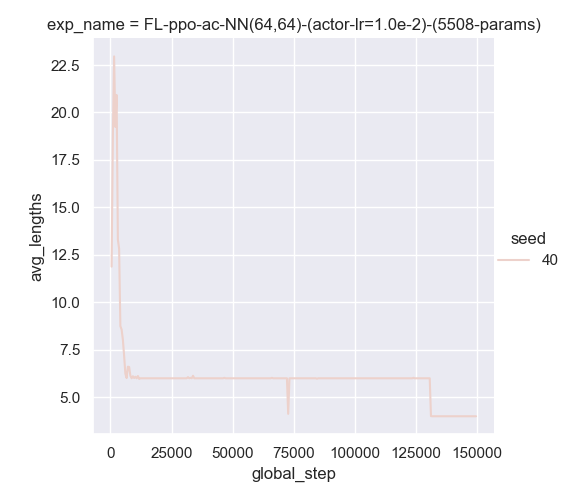 exp_name = FL-ppo-ac-NN(64,64)-(actor-lr=1.0e-2)-(5508-params)
22.5
20.0
17.5
15.0
12.5
10.0
7.5
5.0
avg_lengths
0 25000 50000 75000 100000 125000 150000
global_step
seed
40